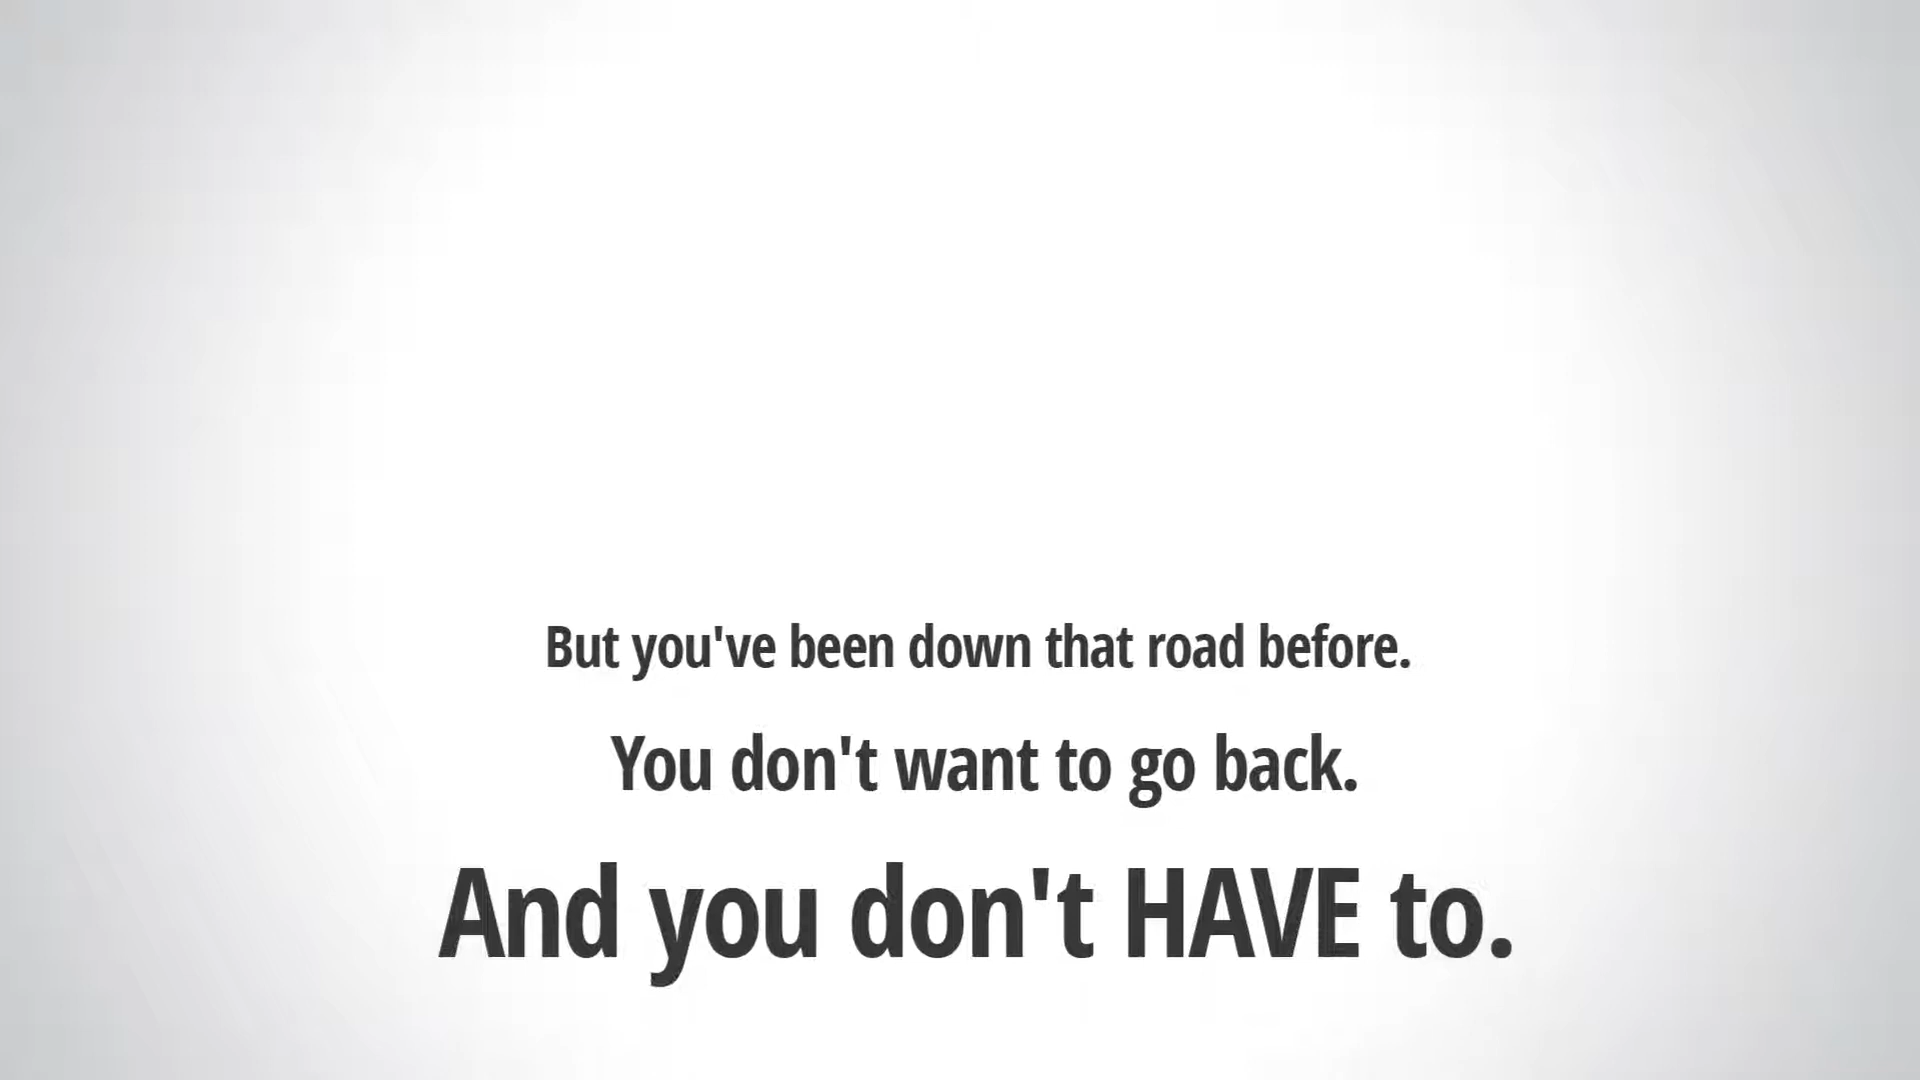 But you've been down that road before.
You don't want to go back.
And you don't HAVE to.